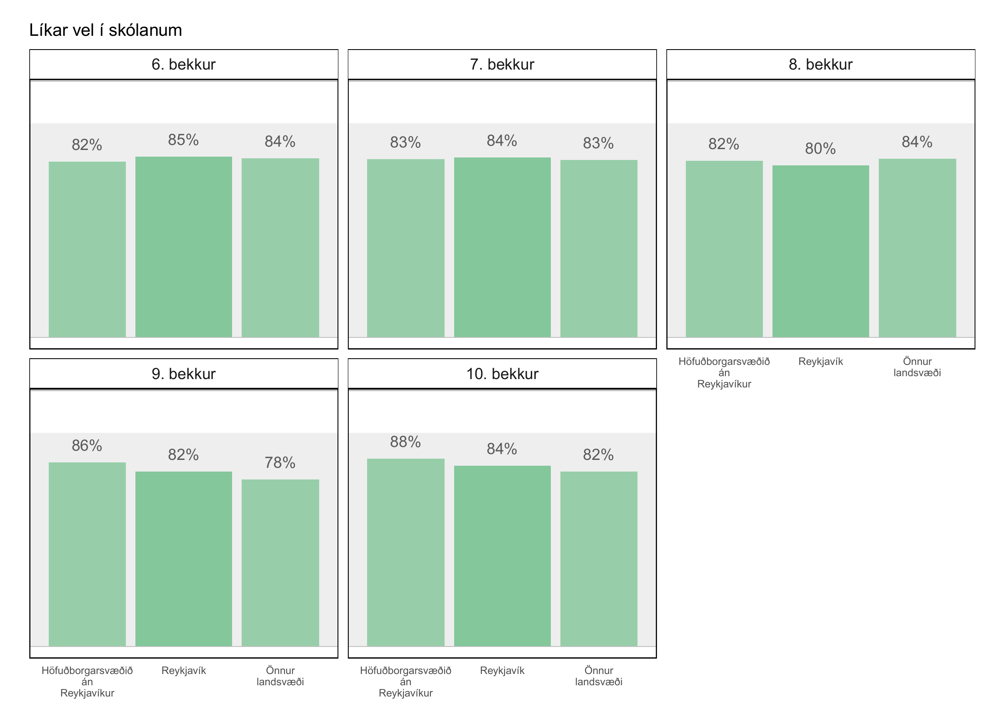 Líkar vel í skólanum
6. bekkur
7. bekkur
8. bekkur
82%
85%
84%
83%
84%
83%
82%
80%
84%
Höfuðborgarsvæðið
án
Reykjavíkur
Reykjavík
Önnur
landsvæði
9. bekkur
10. bekkur
86%
82%
78%
88%
84%
82%
Höfuðborgarsvæðið
án
Reykjavíkur
Reykjavík
Önnur
landsvæði
Höfuðborgarsvæðið
án
Reykjavíkur
Reykjavík
Önnur
landsvæði